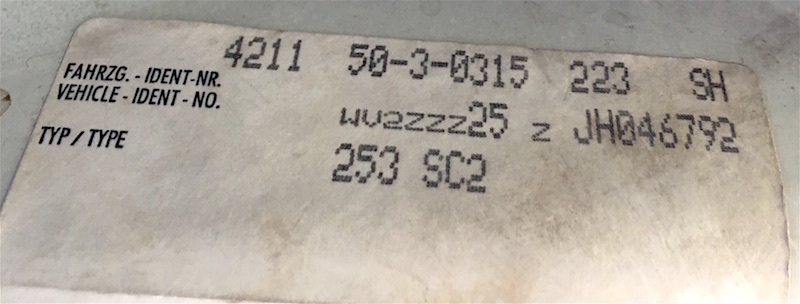 4211 50-3-0315 223 SH
FAHRZG. - IDENT-NR.
VEHICLE - IDENT - NO. WV2ZZZ25 Z JH046792
TYP / TYPE 253 SC2